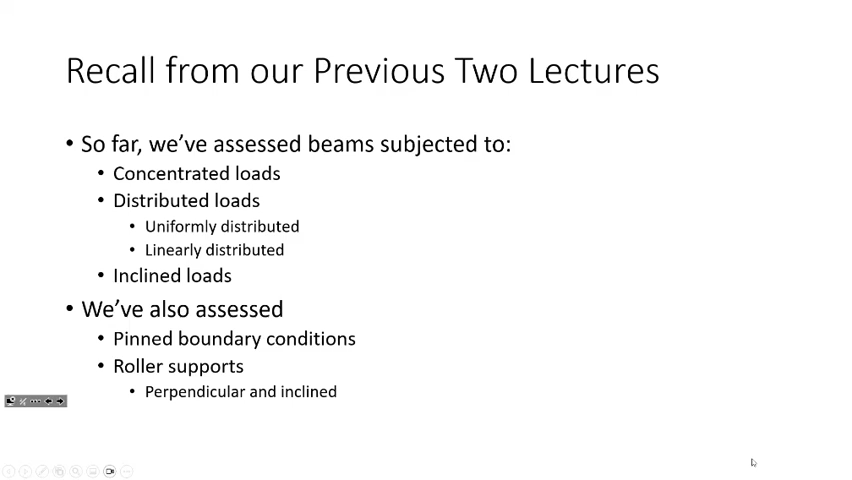 Recall from our Previous Two Lectures
• So far, we've assessed beams subjected to:
• Concentrated loads
• Distributed loads
• Uniformly distributed
• Linearly distributed
• Inclined loads
• We've also assessed
• Pinned boundary conditions
• Roller supports
• Perpendicular and inclined